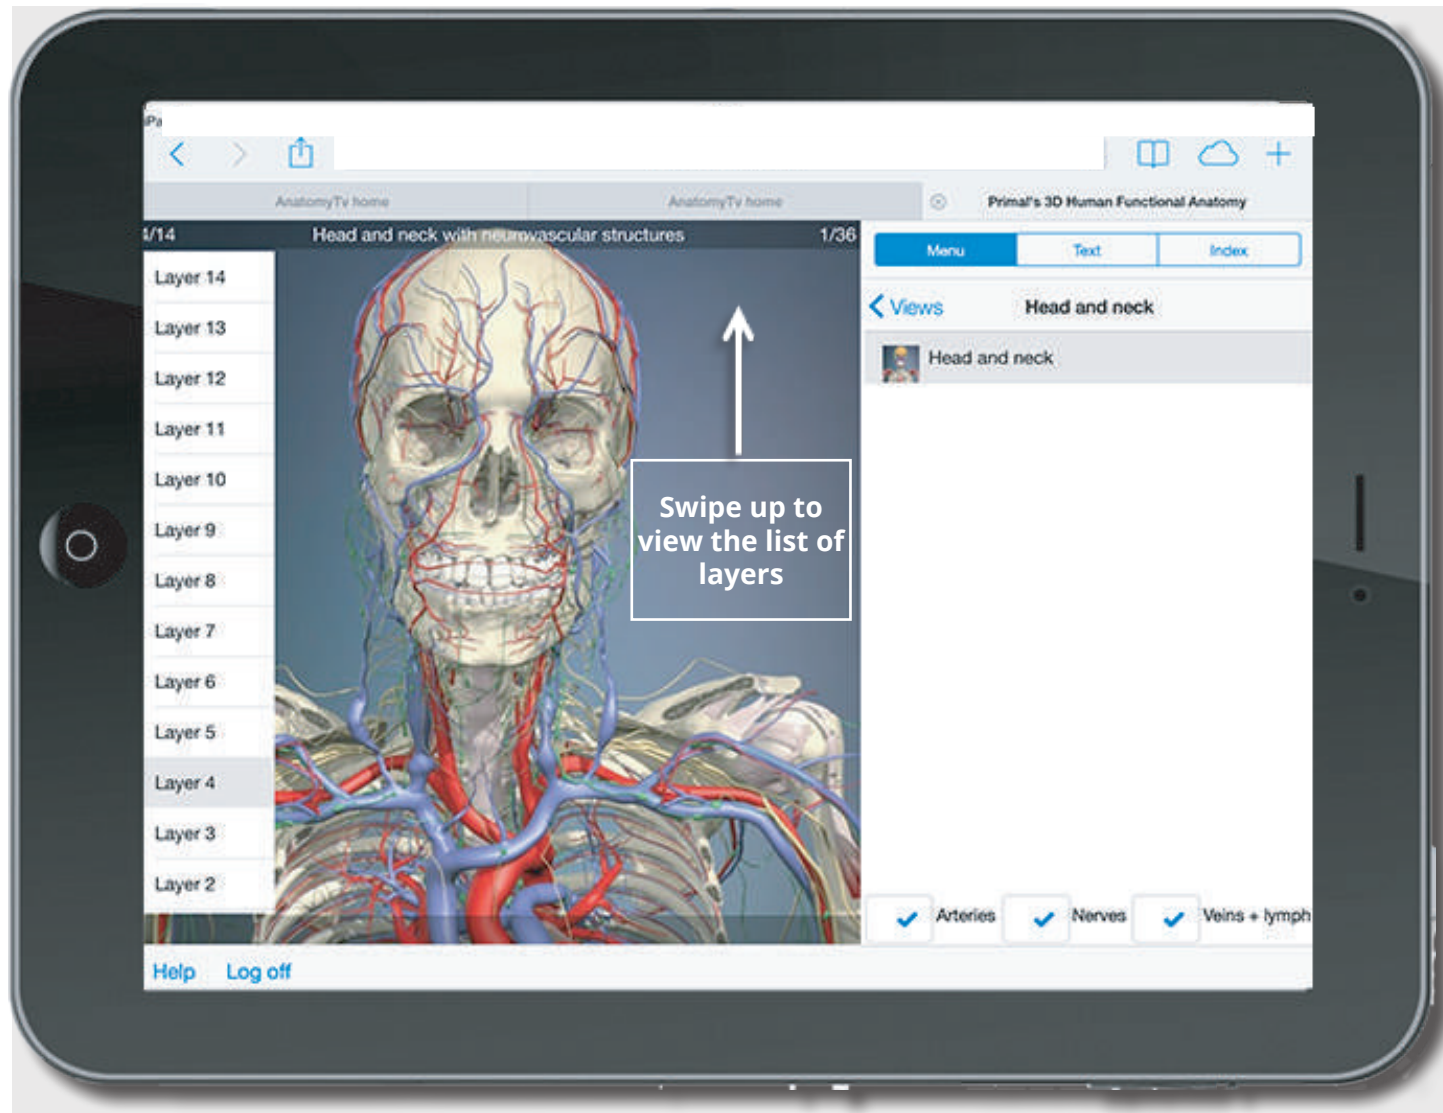 iPa
AnatomyTv home
AnatomyTv home
Primal's 3D Human Functional Anatomy
4/14
Head and neck with neurovascular structures
1/36
Menu
Text
Index
Views
Head and neck
Head and neck
Layer 14
Layer 13
Layer 12
Layer 11
Layer 10
Layer 9
Layer 8
Layer 7
Layer 6
Layer 5
Layer 4
Layer 3
Layer 2
Swipe up to
view the list of
layers
Arteries
Nerves
Veins + lymph
Help
Log off